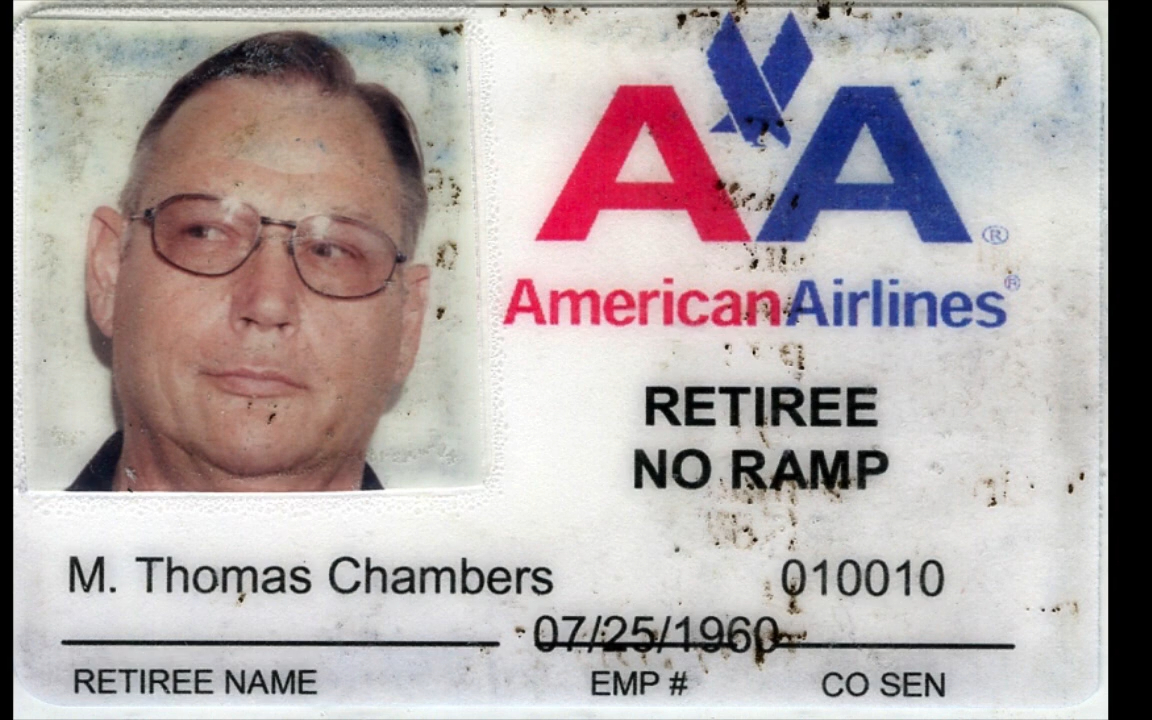 AA®
AmericanAirlines®
RETIREE
NO RAMP
M. Thomas Chambers 010010
07/25/1960
RETIREE NAME EMP # CO SEN